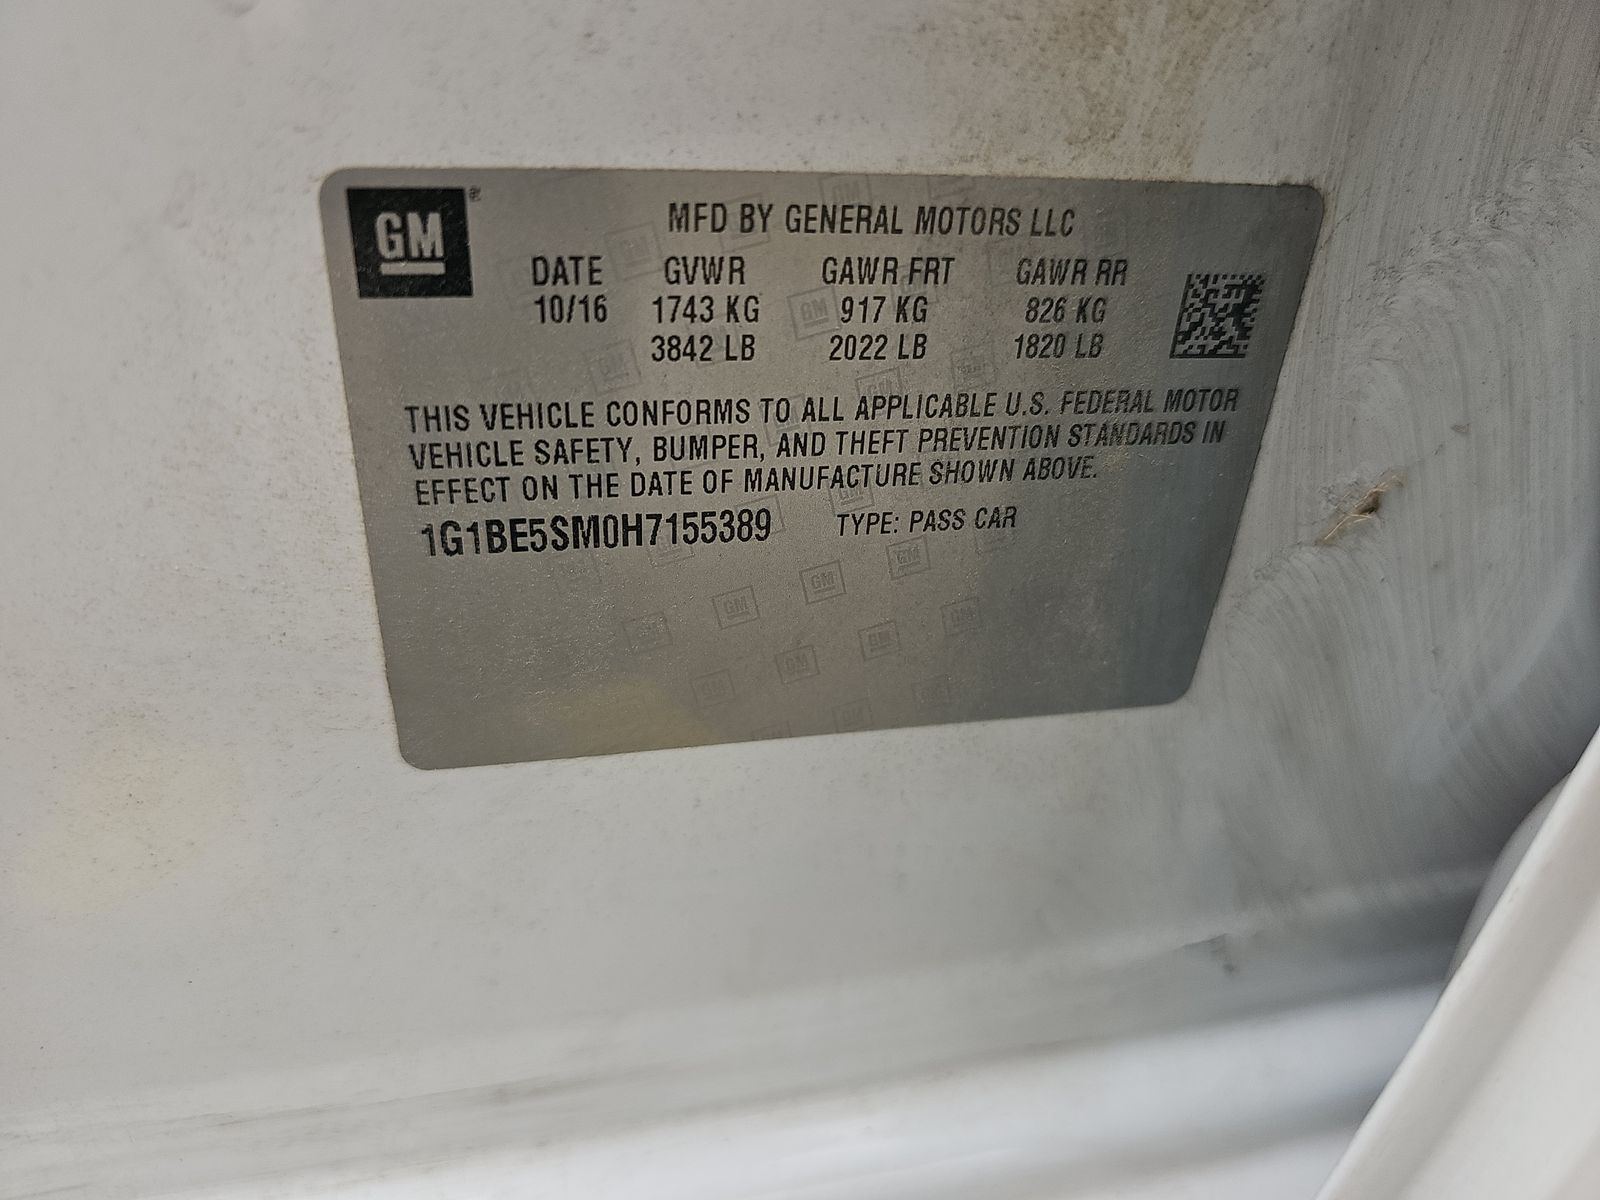 GM®
MFD BY GENERAL MOTORS LLC
DATE GVWR GAWR FRT GAWR RR
10/16 1743 KG 917 KG 826 KG
3842 LB 2022 LB 1820 LB
THIS VEHICLE CONFORMS TO ALL APPLICABLE U.S. FEDERAL MOTOR
VEHICLE SAFETY, BUMPER, AND THEFT PREVENTION STANDARDS IN
EFFECT ON THE DATE OF MANUFACTURE SHOWN ABOVE.
1G1BE5SM0H7155389 TYPE: PASS CAR